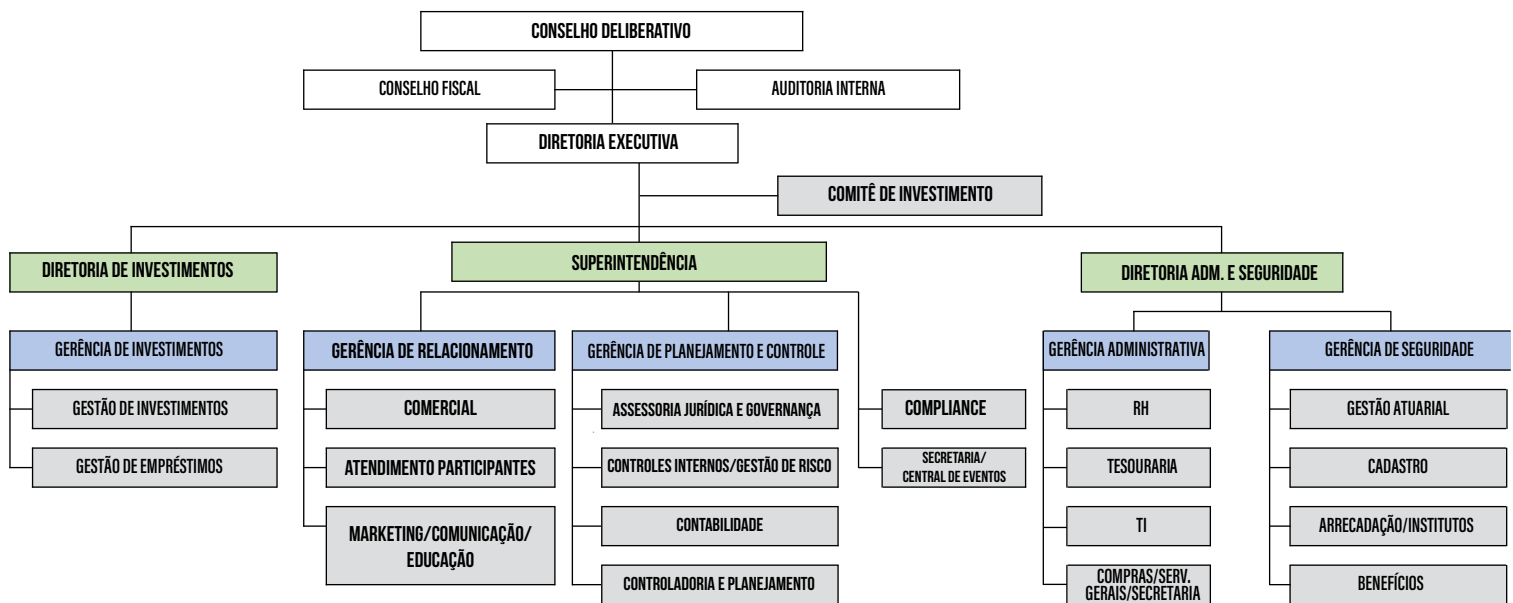 CONSELHO DELIBERATIVO
CONSELHO FISCAL
AUDITORIA INTERNA
DIRETORIA EXECUTIVA
COMITÊ DE INVESTIMENTO
DIRETORIA DE INVESTIMENTOS
SUPERINTENDÊNCIA
DIRETORIA ADM. E SEGURIDADE
GERÊNCIA DE INVESTIMENTOS
GERÊNCIA DE RELACIONAMENTO
GERÊNCIA DE PLANEJAMENTO E CONTROLE
GERÊNCIA ADMINISTRATIVA
GERÊNCIA DE SEGURIDADE
GESTÃO DE INVESTIMENTOS
COMERCIAL
ASSESSORIA JURÍDICA E GOVERNANÇA
COMPLIANCE
RH
GESTÃO ATUARIAL
GESTÃO DE EMPRÉSTIMOS
ATENDIMENTO PARTICIPANTES
CONTROLES INTERNOS/GESTÃO DE RISCO
SECRETARIA/
CENTRAL DE EVENTOS
TESOURARIA
CADASTRO
MARKETING/COMUNICAÇÃO/
EDUCAÇÃO
CONTABILIDADE
TI
ARRECADAÇÃO/INSTITUTOS
CONTROLADORIA E PLANEJAMENTO
COMPRAS/SERV.
GERAIS/SECRETARIA
BENEFÍCIOS